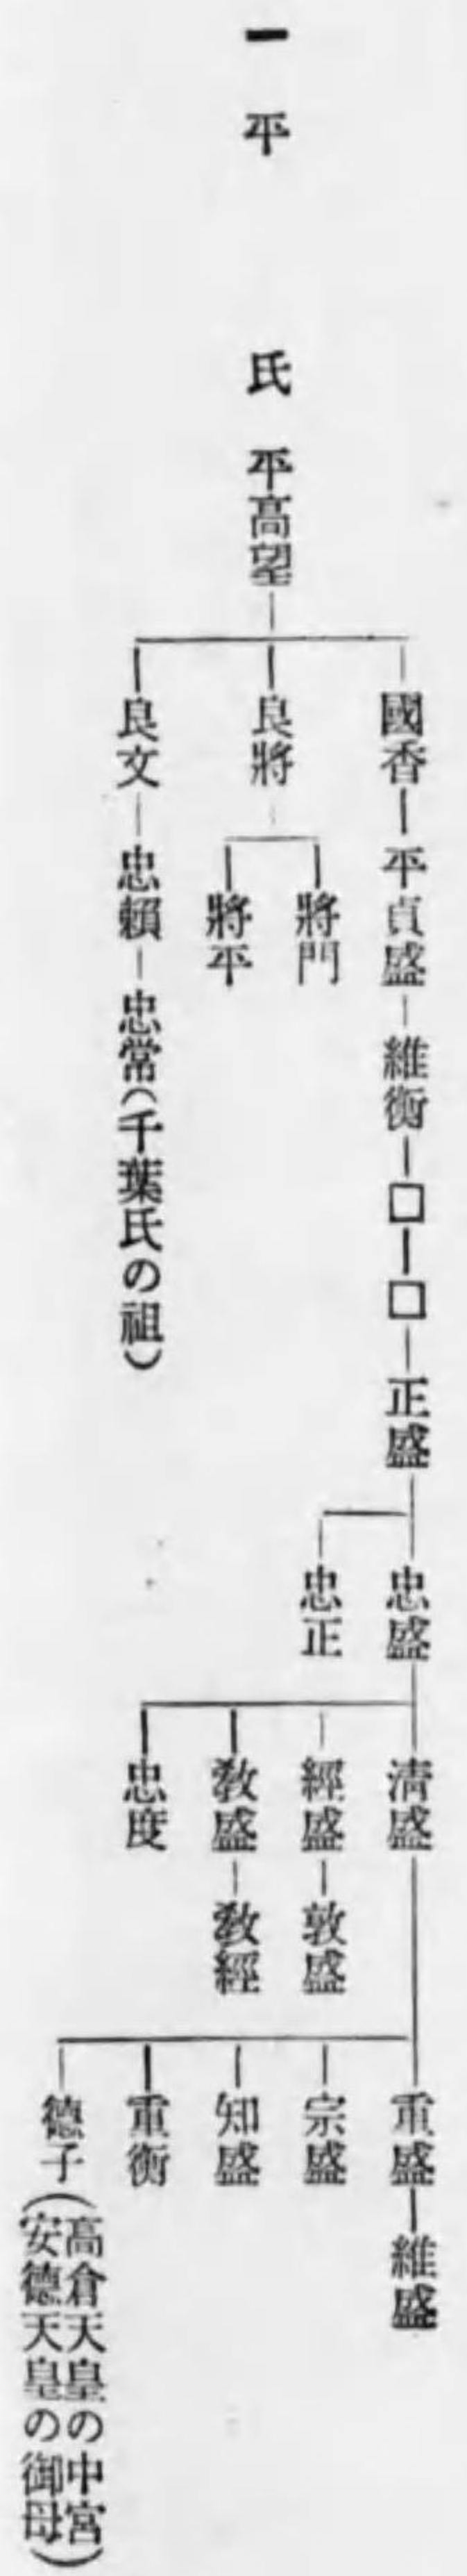 一 平 氏
平高望
國香―平貞盛―維衡―□―□―正盛
忠盛
清盛
重盛―維盛
宗盛
知盛
重衡
德子(高倉天皇の中宮
安德天皇の御母)
經盛―敦盛
敎盛―敎經
忠度
忠正
良將
將門
將平
良文―忠賴―忠常(千葉氏の祖)